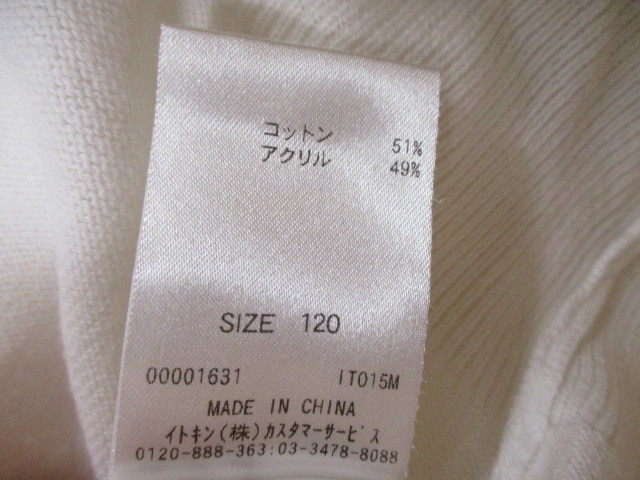 コットン 51%
アクリル 49%
SIZE 120
00001631 IT015M
MADE IN CHINA
イトキン(株)カスタマーサービス
0120-888-363:03-3478-8088